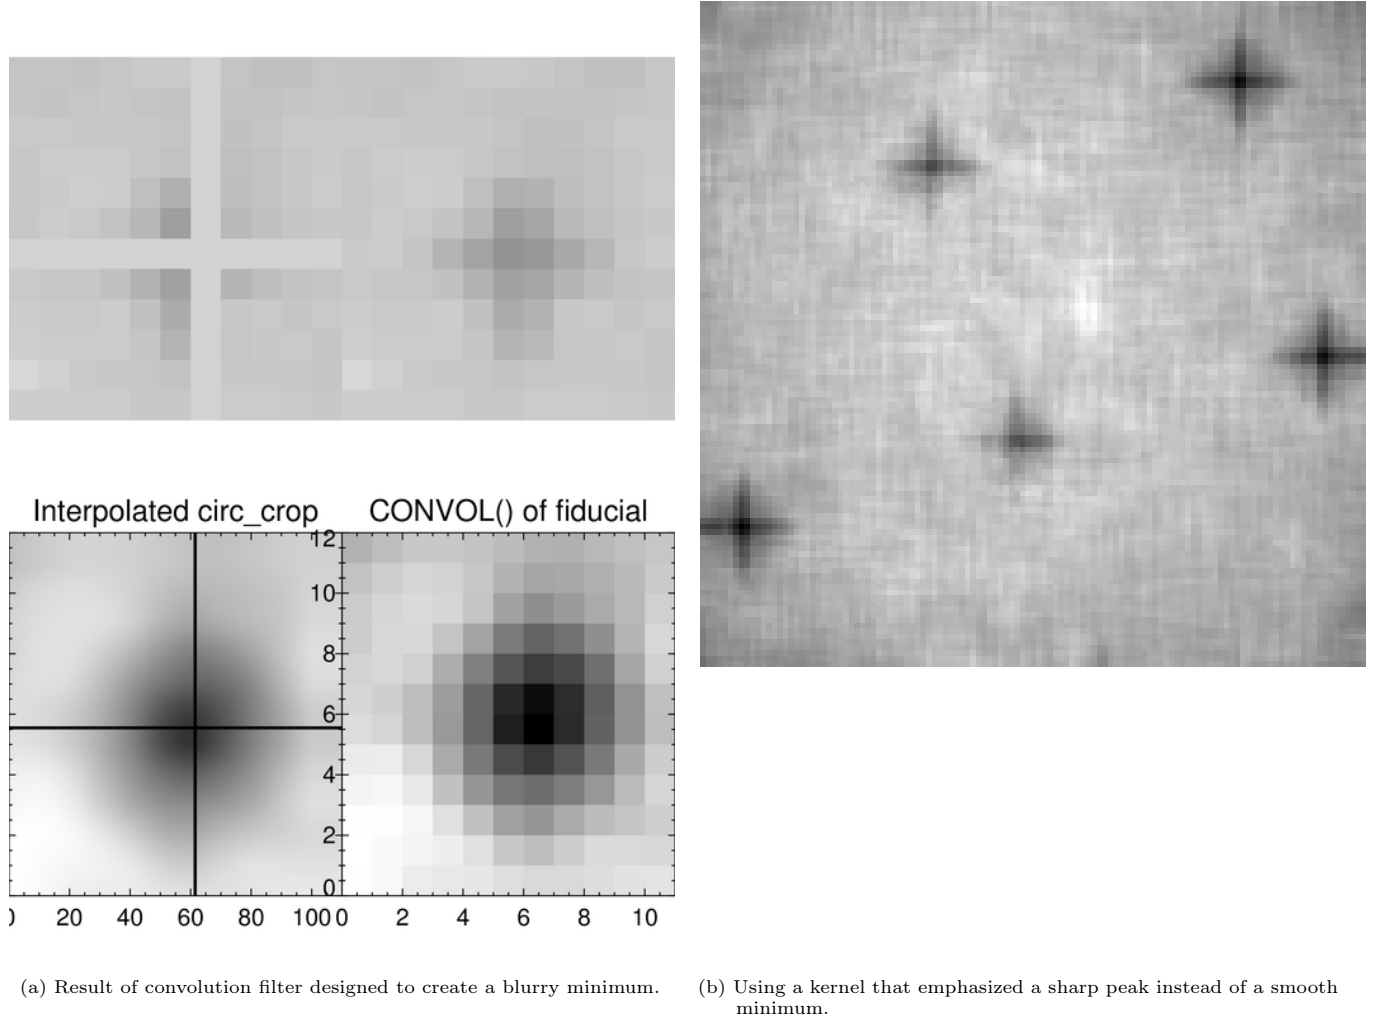 Interpolated circ_crop
CONVOL() of fiducial
12
10
8
6
4
2
0
0 20 40 60 80 100 0 2 4 6 8 10
(a) Result of convolution filter designed to create a blurry minimum.
(b) Using a kernel that emphasized a sharp peak instead of a smooth
minimum.